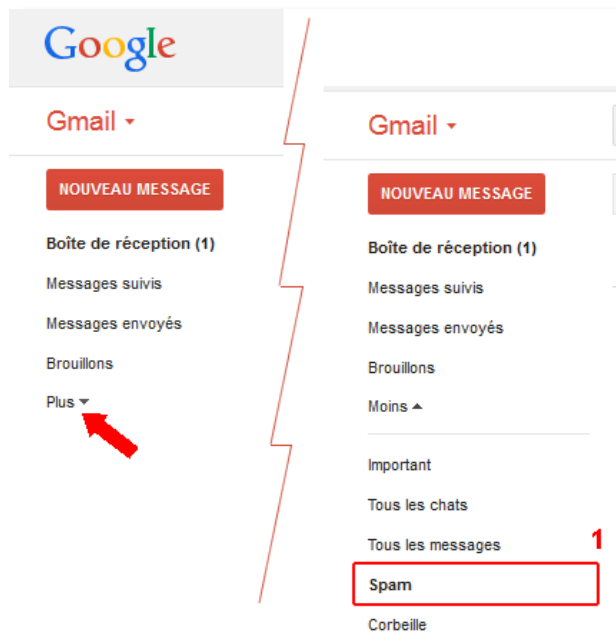 Google
Gmail
NOUVEAU MESSAGE
Boîte de réception (1)
Messages suivis
Messages envoyés
Brouillons
Plus
Gmail
NOUVEAU MESSAGE
Boîte de réception (1)
Messages suivis
Messages envoyés
Brouillons
Moins
Important
Tous les chats
Tous les messages
1
Spam
Corbeille